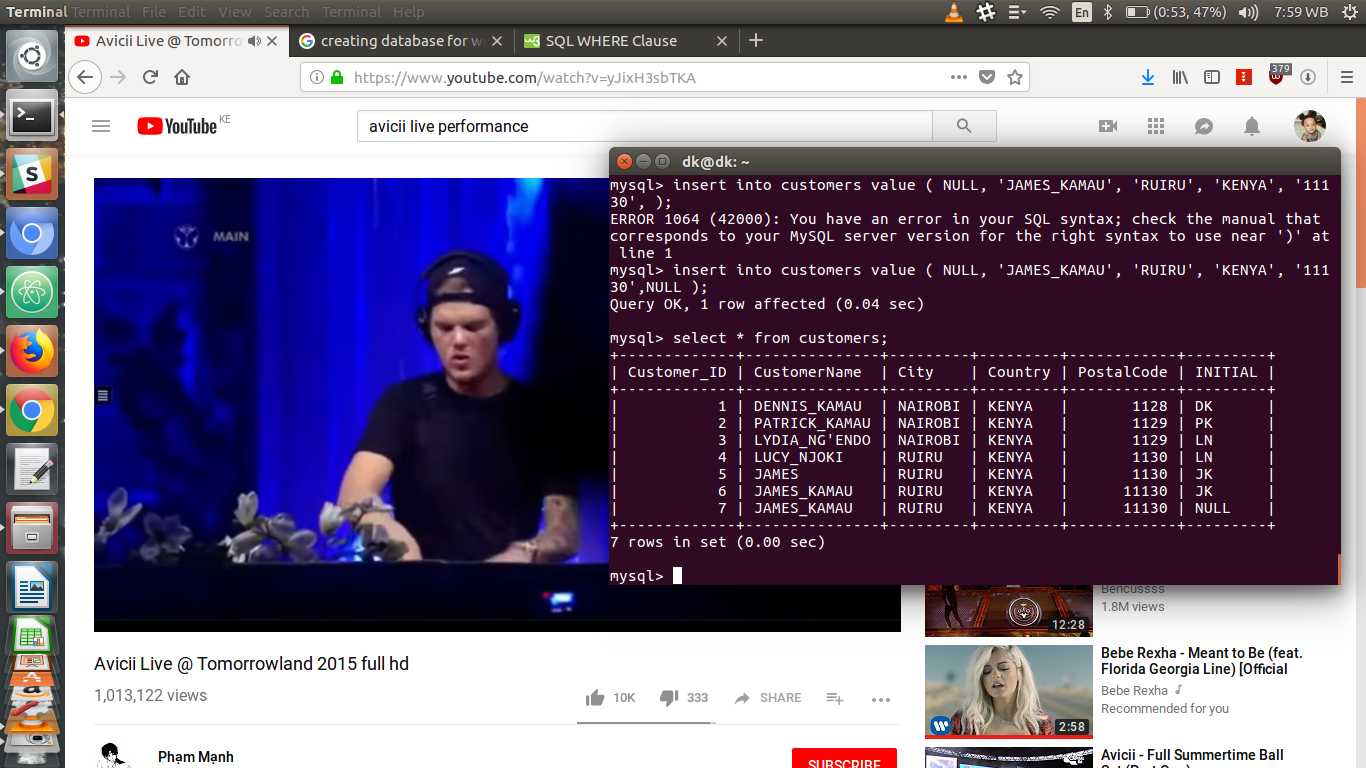 Terminal Terminal File Edit View Search Terminal Help
En (0:53, 47%) 7:59 WB
Avicii Live @ Tomorro
creating database for w
SQL WHERE Clause
https://www.youtube.com/watch?v=yJixH3sbTKA
379
YouTube KE
avicii live performance
MAIN
dk@dk: ~
mysql> insert into customers value ( NULL, 'JAMES_KAMAU', 'RUIRU', 'KENYA', '111
30', );
ERROR 1064 (42000): You have an error in your SQL syntax; check the manual that
corresponds to your MySQL server version for the right syntax to use near ')' at
line 1
mysql> insert into customers value ( NULL, 'JAMES_KAMAU', 'RUIRU', 'KENYA', '111
30',NULL );
Query OK, 1 row affected (0.04 sec)
mysql> select * from customers;
+-------------+---------------+---------+---------+------------+---------+
| Customer_ID | CustomerName | City | Country | PostalCode | INITIAL |
+-------------+---------------+---------+---------+------------+---------+
| 1 | DENNIS_KAMAU | NAIROBI | KENYA | 1128 | DK |
| 2 | PATRICK_KAMAU | NAIROBI | KENYA | 1129 | PK |
| 3 | LYDIA_NG'ENDO | NAIROBI | KENYA | 1129 | LN |
| 4 | LUCY_NJOKI | RUIRU | KENYA | 1130 | LN |
| 5 | JAMES | RUIRU | KENYA | 1130 | JK |
| 6 | JAMES_KAMAU | RUIRU | KENYA | 11130 | JK |
| 7 | JAMES_KAMAU | RUIRU | KENYA | 11130 | NULL |
+-------------+---------------+---------+---------+------------+---------+
7 rows in set (0.00 sec)
mysql>
Avicii Live @ Tomorrowland 2015 full hd
1,013,122 views
10K 333 SHARE
Phạm Mạnh
SUBSCRIBE
Bencussss
1.8M views
12:28
Bebe Rexha - Meant to Be (feat.
Florida Georgia Line) [Official
Bebe Rexha
Recommended for you
2:58
Avicii - Full Summertime Ball